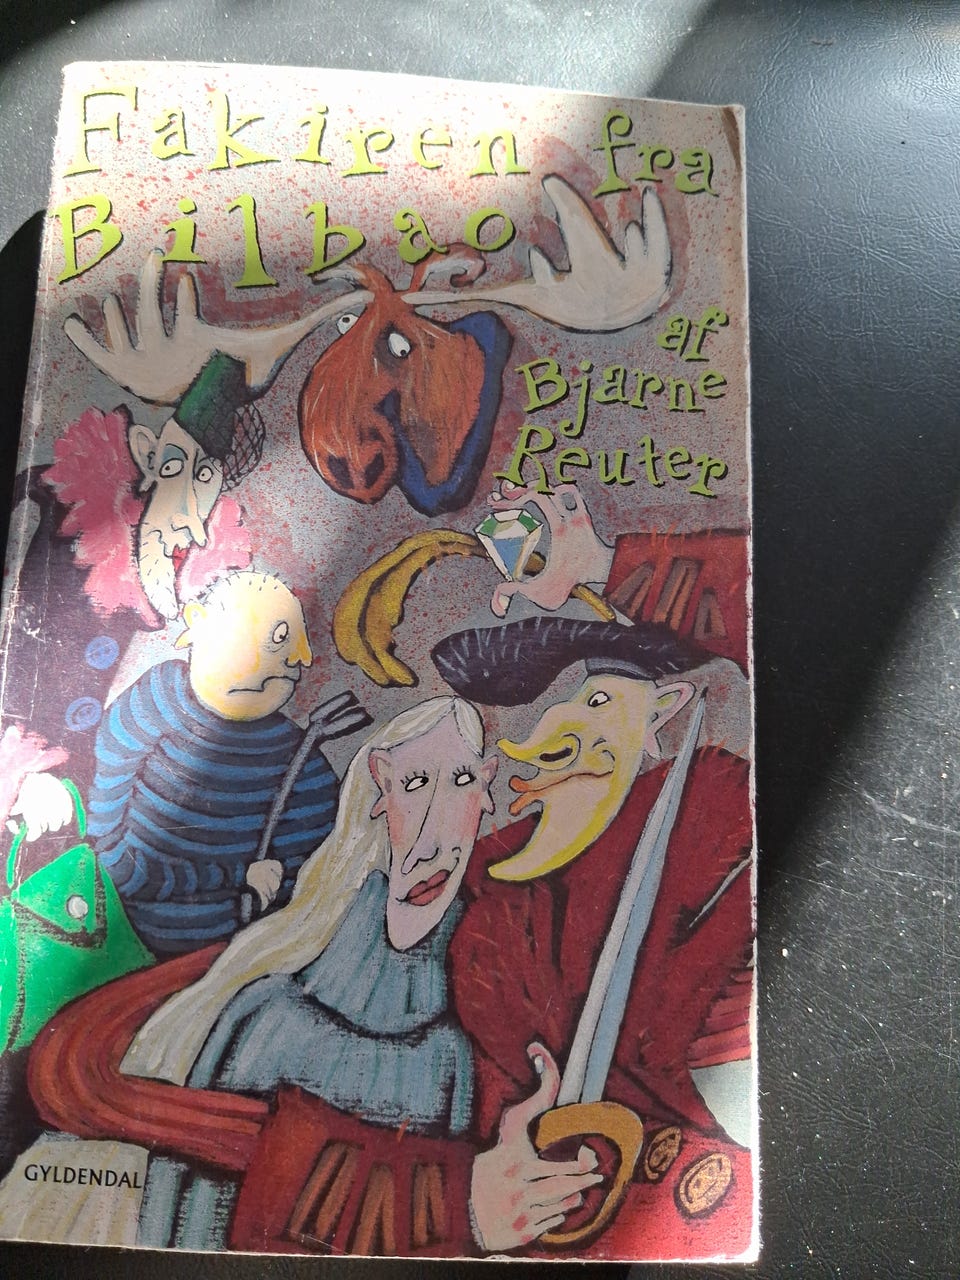 Fakiren fra
Bilbao
af
Bjarne
Reuter
GYLDENDAL